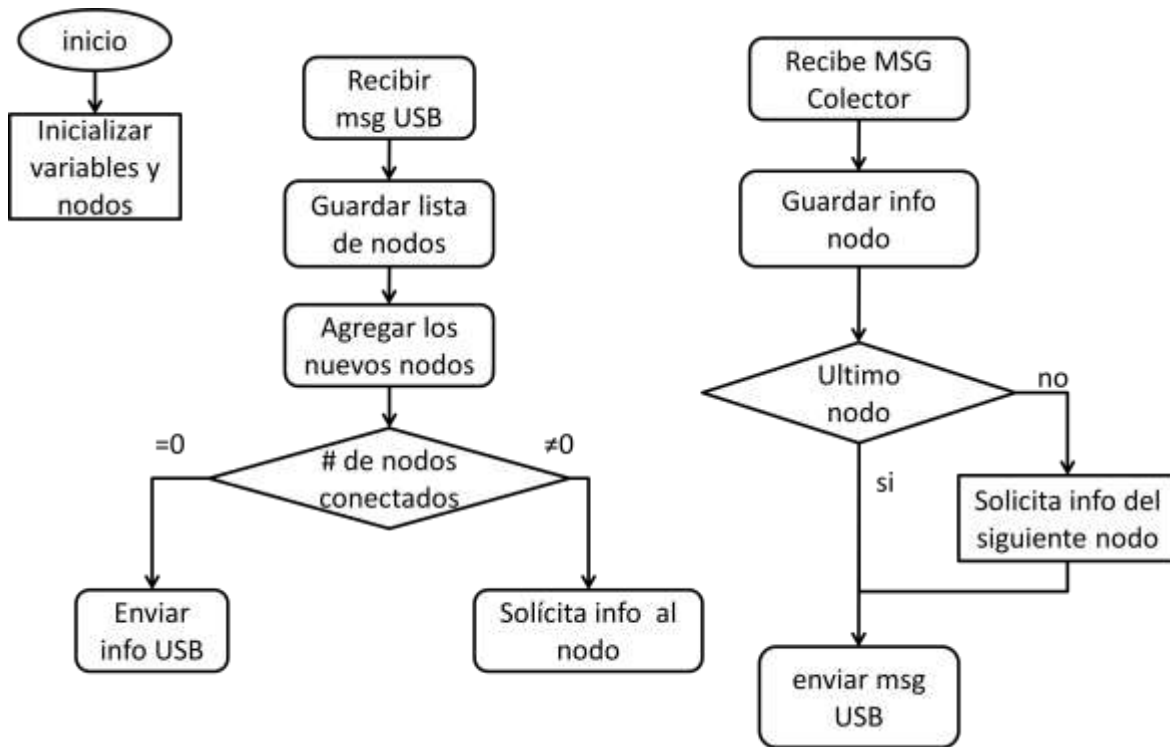 inicio
Inicializar
variables y
nodos
Recibir
msg USB
Guardar lista
de nodos
Agregar los
nuevos nodos
=0
≠0
# de nodos
conectados
Enviar
info USB
Solícita info al
nodo
Recibe MSG
Colector
Guardar info
nodo
Ultimo
nodo
no
si
Solicita info del
siguiente nodo
enviar msg
USB